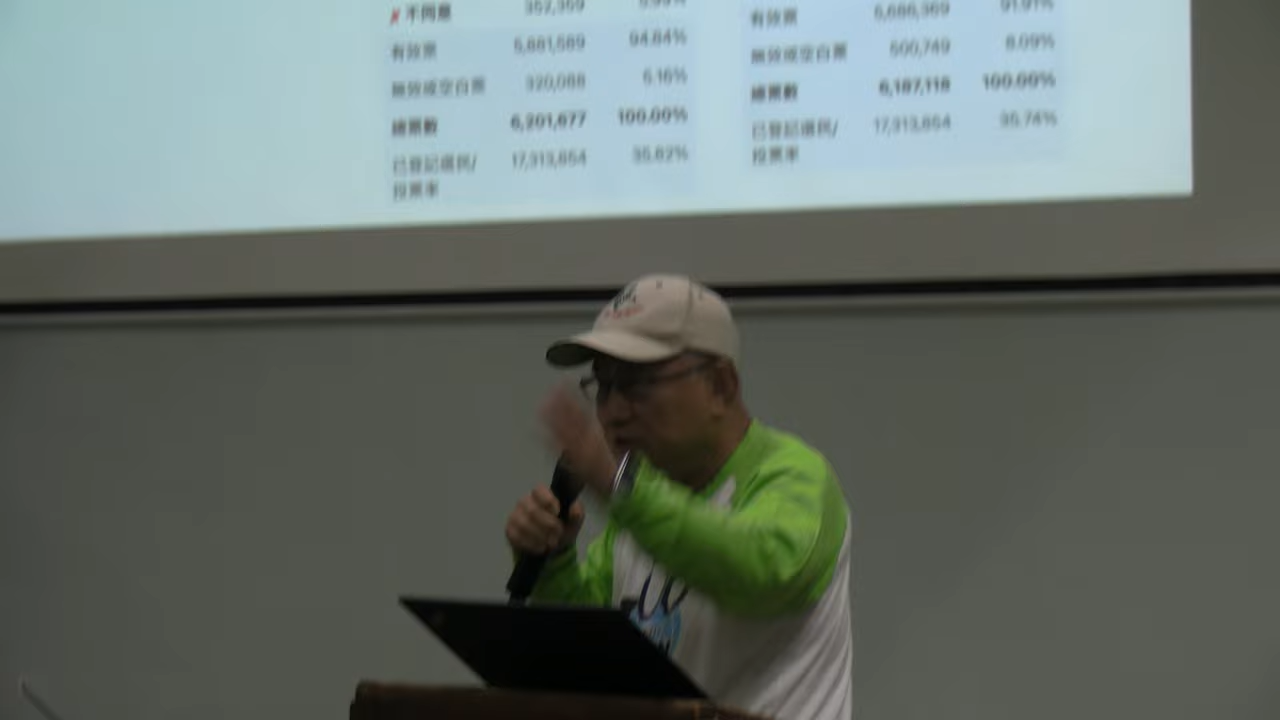 ✗ 不同意 352,359 5.99%
有效票 5,881,589 94.84%
無效或空白票 320,088 5.16%
總票數 6,201,677 100.00%
已登記選民/ 17,313,854 35.82%
投票率
有效票 5,686,369 91.91%
無效或空白票 500,749 8.09%
總票數 6,187,118 100.00%
已登記選民/ 17,313,854 35.74%
投票率